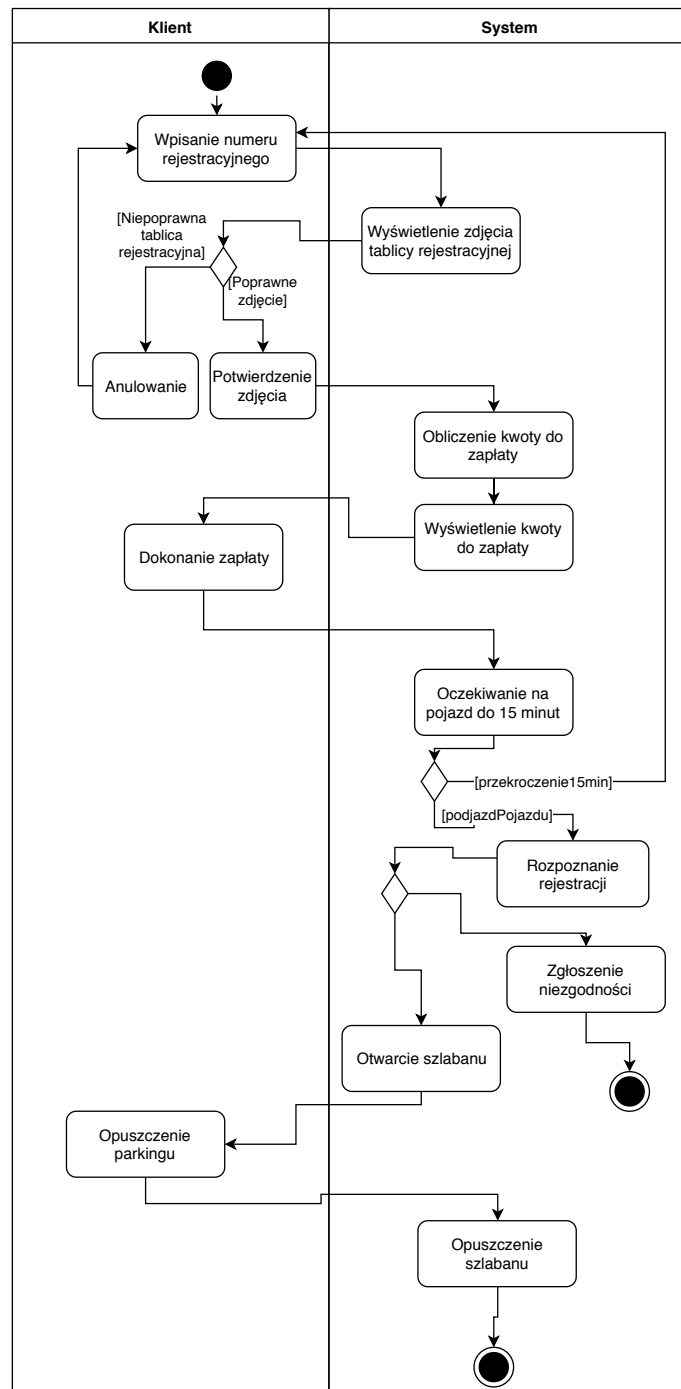 Klient
System
Wpisanie numeru
rejestracyjnego
[Niepoprawna
tablica
rejestracyjna]
Wyświetlenie zdjęcia
tablicy rejestracyjnej
[Poprawne
zdjęcie]
Anulowanie
Potwierdzenie
zdjęcia
Obliczenie kwoty do
zapłaty
Wyświetlenie kwoty
do zapłaty
Dokonanie zapłaty
Oczekiwanie na
pojazd do 15 minut
[przekroczenie15min]
[podjazdPojazdu]
Rozpoznanie
rejestracji
Zgłoszenie
niezgodności
Otwarcie szlabanu
Opuszczenie
parkingu
Opuszczenie
szlabanu